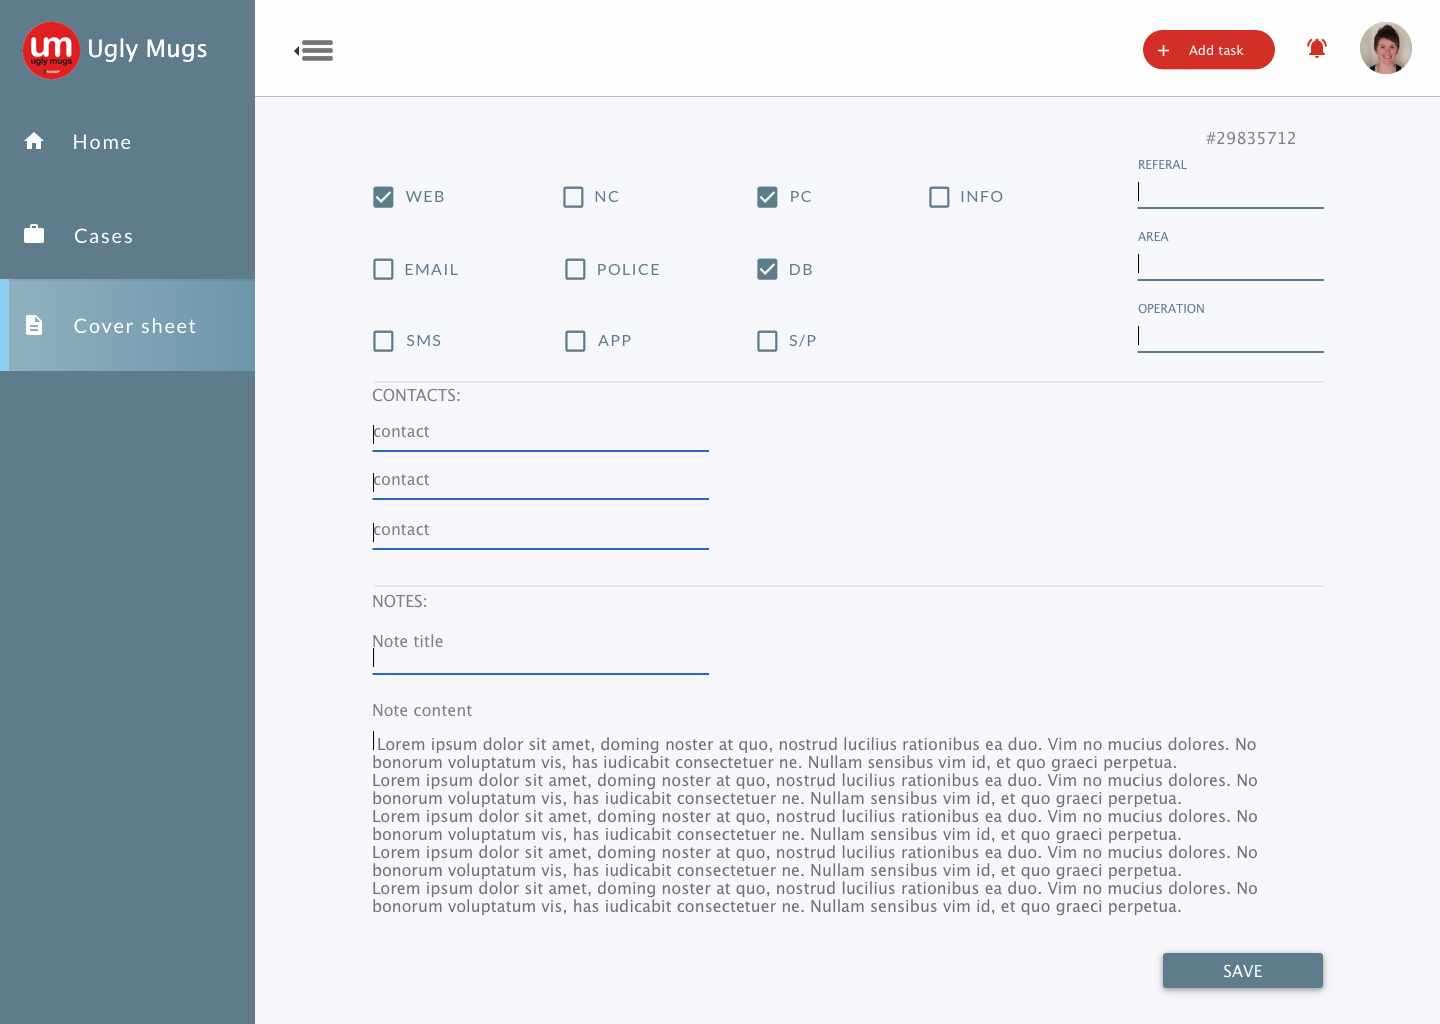 um
ugly mugs
Ugly Mugs
Home
Cases
Cover sheet
+ Add task
#29835712
REFERAL
AREA
OPERATION
WEB
NC
PC
INFO
EMAIL
POLICE
DB
SMS
APP
S/P
CONTACTS:
contact
contact
contact
NOTES:
Note title
Note content
Lorem ipsum dolor sit amet, doming noster at quo, nostrud lucilius rationibus ea duo. Vim no mucius dolores. No
bonorum voluptatum vis, has iudicabit consectetuer ne. Nullam sensibus vim id, et quo graeci perpetua.
Lorem ipsum dolor sit amet, doming noster at quo, nostrud lucilius rationibus ea duo. Vim no mucius dolores. No
bonorum voluptatum vis, has iudicabit consectetuer ne. Nullam sensibus vim id, et quo graeci perpetua.
Lorem ipsum dolor sit amet, doming noster at quo, nostrud lucilius rationibus ea duo. Vim no mucius dolores. No
bonorum voluptatum vis, has iudicabit consectetuer ne. Nullam sensibus vim id, et quo graeci perpetua.
Lorem ipsum dolor sit amet, doming noster at quo, nostrud lucilius rationibus ea duo. Vim no mucius dolores. No
bonorum voluptatum vis, has iudicabit consectetuer ne. Nullam sensibus vim id, et quo graeci perpetua.
Lorem ipsum dolor sit amet, doming noster at quo, nostrud lucilius rationibus ea duo. Vim no mucius dolores. No
bonorum voluptatum vis, has iudicabit consectetuer ne. Nullam sensibus vim id, et quo graeci perpetua.
SAVE